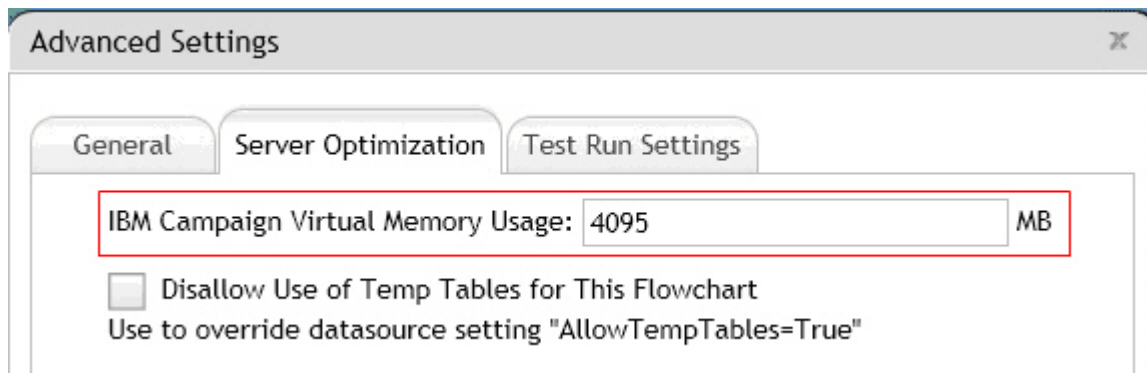 Advanced Settings
General Server Optimization Test Run Settings
IBM Campaign Virtual Memory Usage: 4095 MB
Disallow Use of Temp Tables for This Flowchart
Use to override datasource setting "AllowTempTables=True"